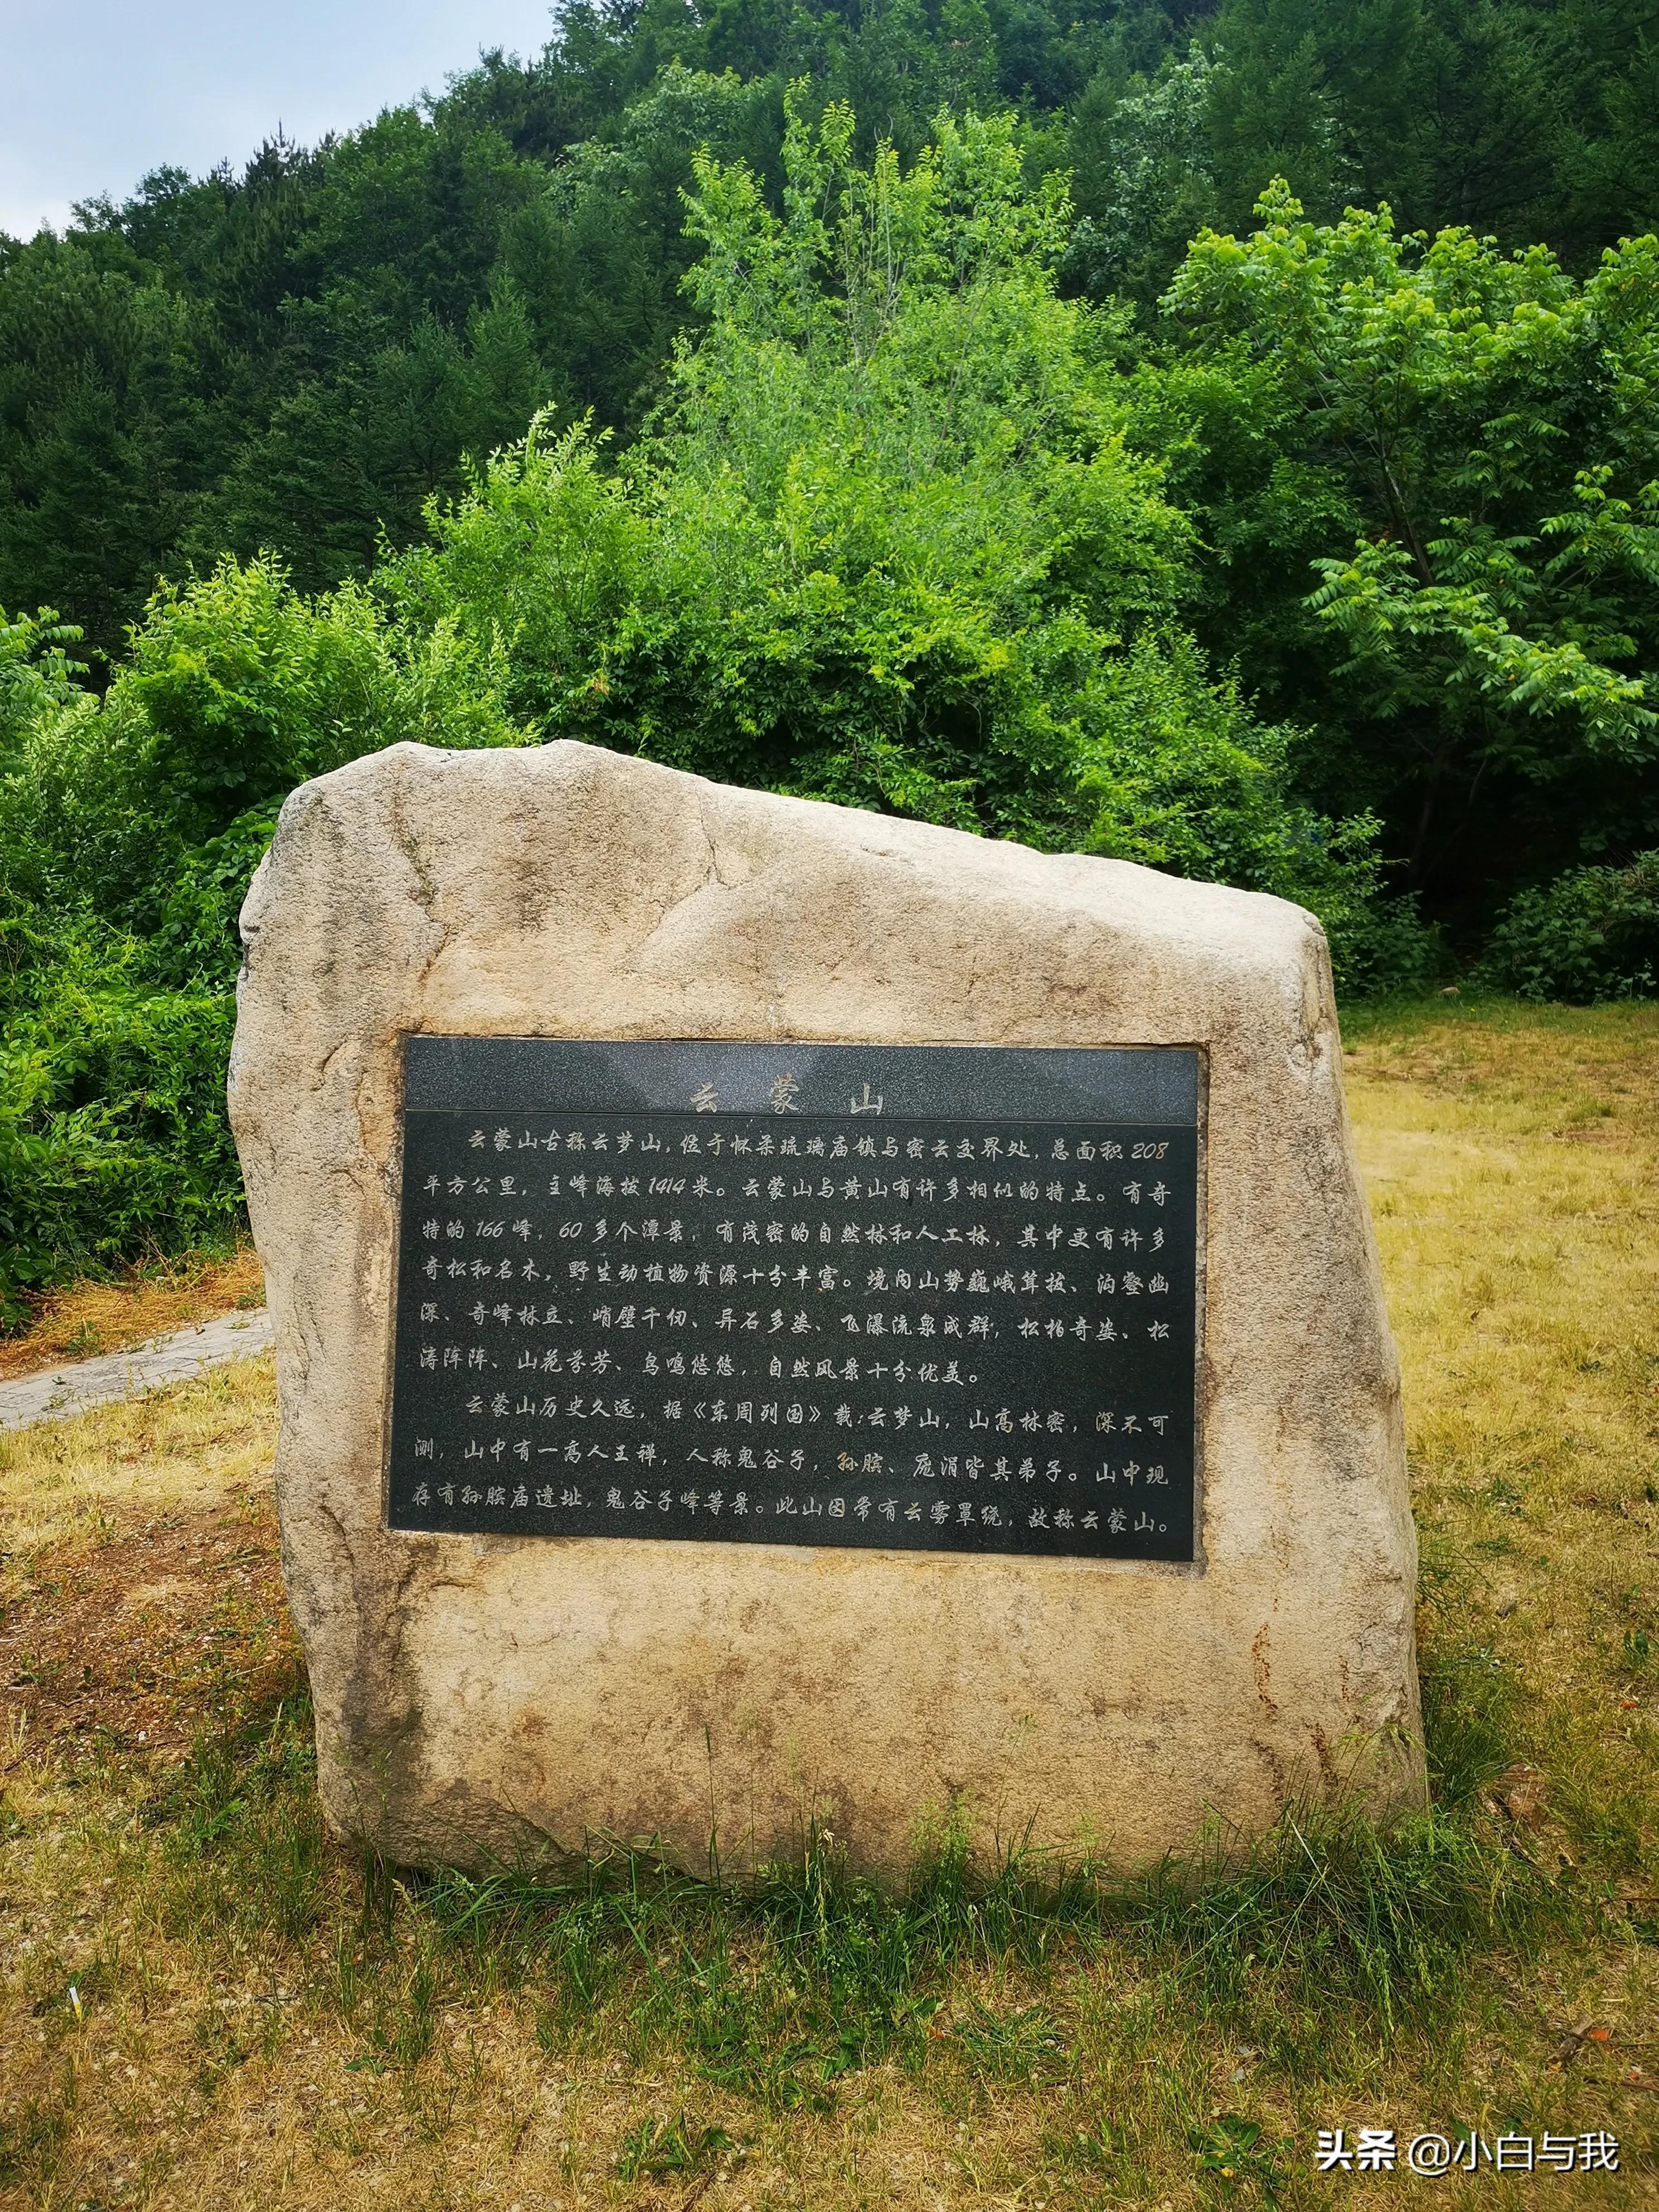 云蒙山
云蒙山古称云梦山，位于怀柔琉璃庙镇与密云交界处，总面积208
平方公里，主峰海拔1414米。云蒙山与黄山有许多相似的特点。有奇
特的166峰，60多个潭景，有茂密的自然林和人工林，其中更有许多
奇松和名木，野生动植物资源十分丰富。境内山势巍峨耸拔、沟壑幽
深、奇峰林立、峭壁千仞、异石多姿、飞瀑流泉成群，松柏奇姿、松
涛阵阵、山花芬芳、鸟鸣悠悠，自然风景十分优美。
云蒙山历史久远，据《东周列国》载：云梦山，山高林密，深不可
测，山中有一高人王禅，人称鬼谷子，孙膑、庞涓皆其弟子。山中现
存有孙膑庙遗址，鬼谷子峰等景。此山因常有云雾罩绕，故称云蒙山。
头条 @小白与我